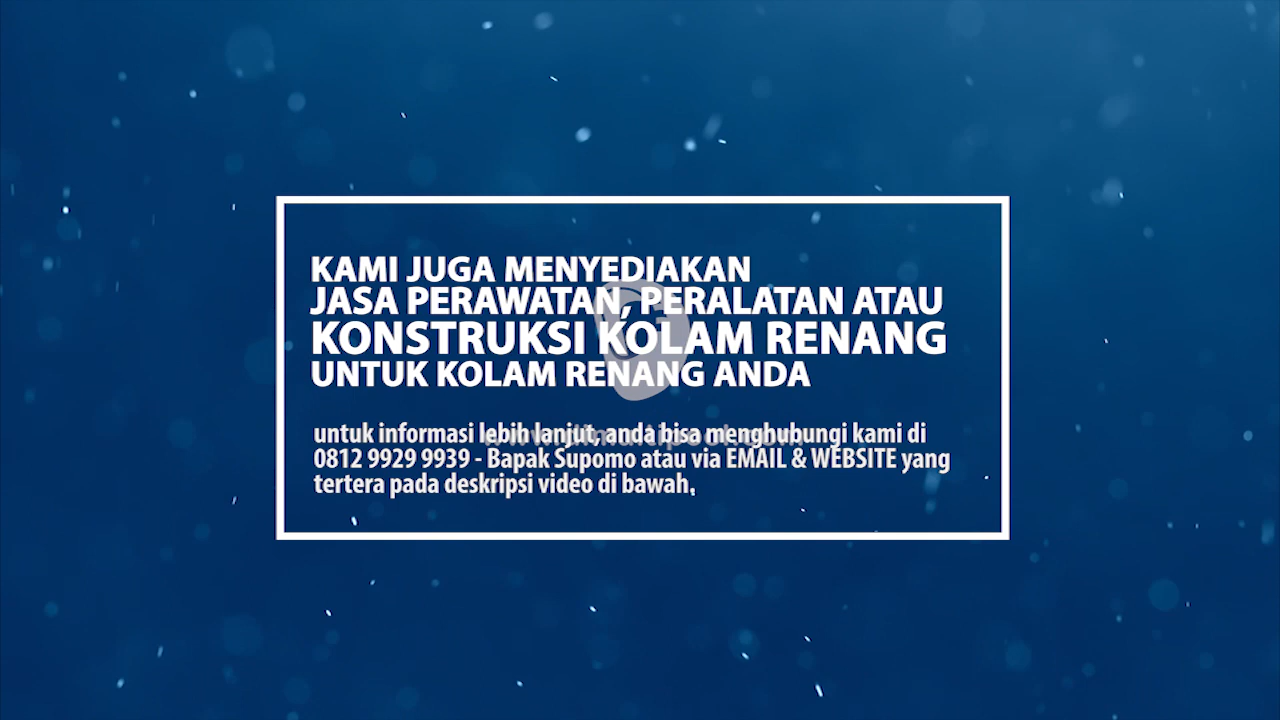 KAMI JUGA MENYEDIAKAN
JASA PERAWATAN, PERALATAN ATAU
KONSTRUKSI KOLAM RENANG
UNTUK KOLAM RENANG ANDA
untuk informasi lebih lanjut, anda bisa menghubungi kami di
0812 9929 9939 - Bapak Supomo atau via EMAIL & WEBSITE yang
tertera pada deskripsi video di bawah.